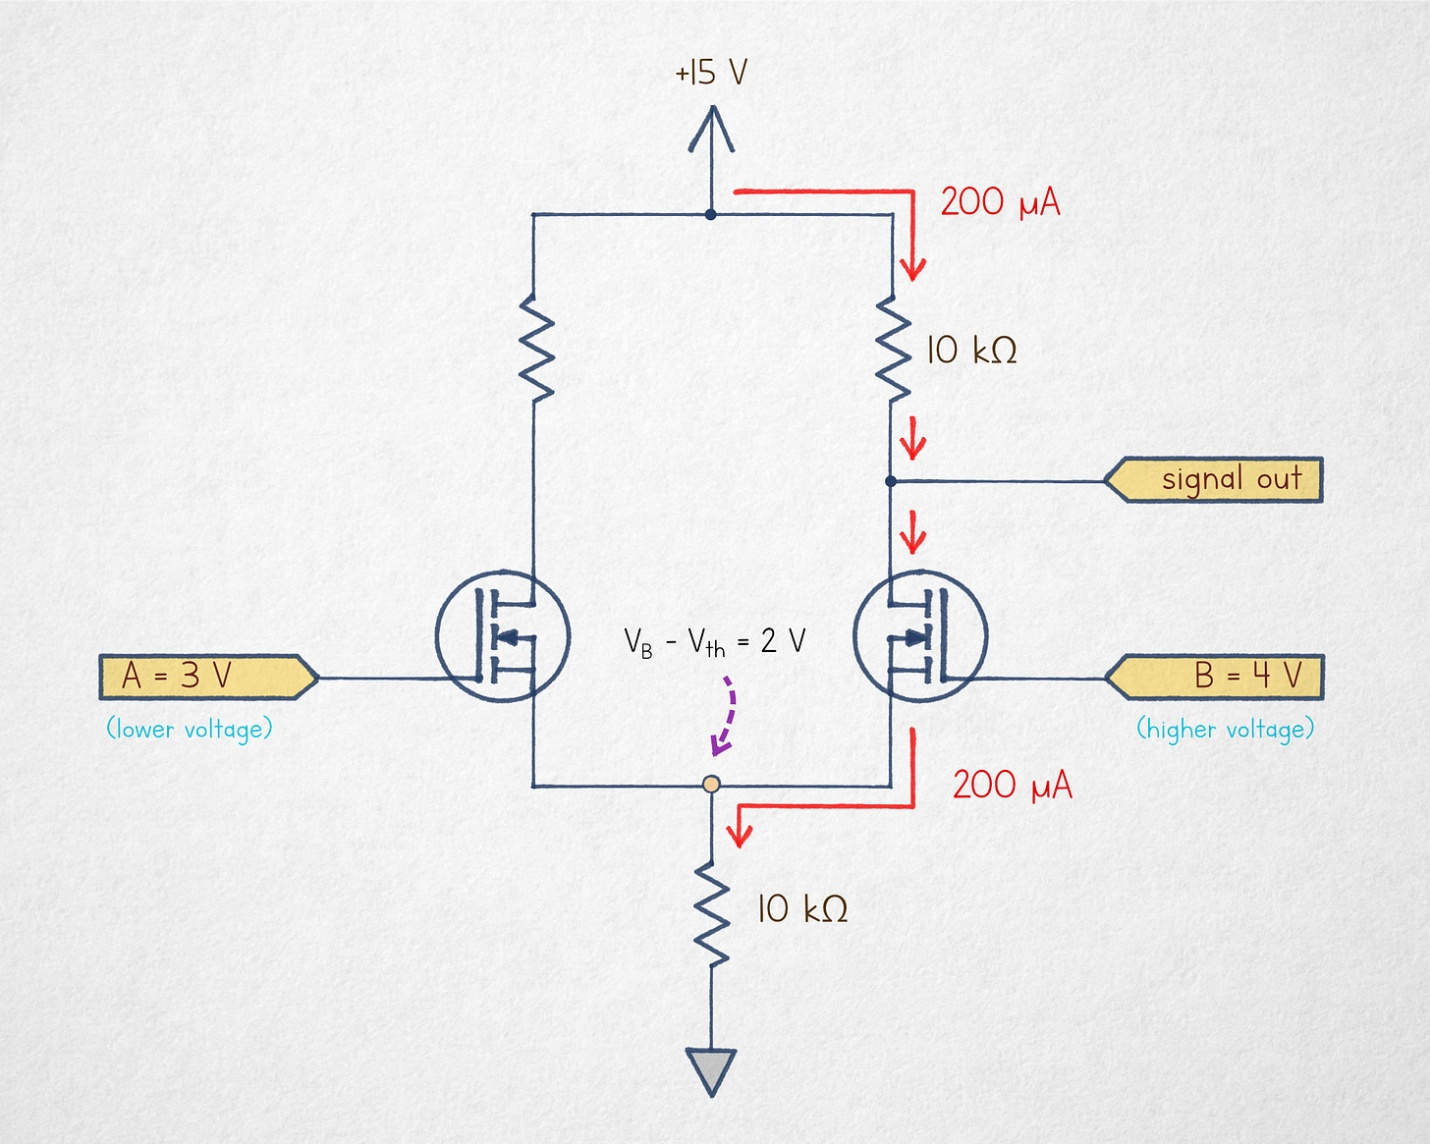 +15 V
200 µA
10 kΩ
signal out
V_B - V_th = 2 V
A = 3 V
B = 4 V
(lower voltage)
(higher voltage)
200 µA
10 kΩ